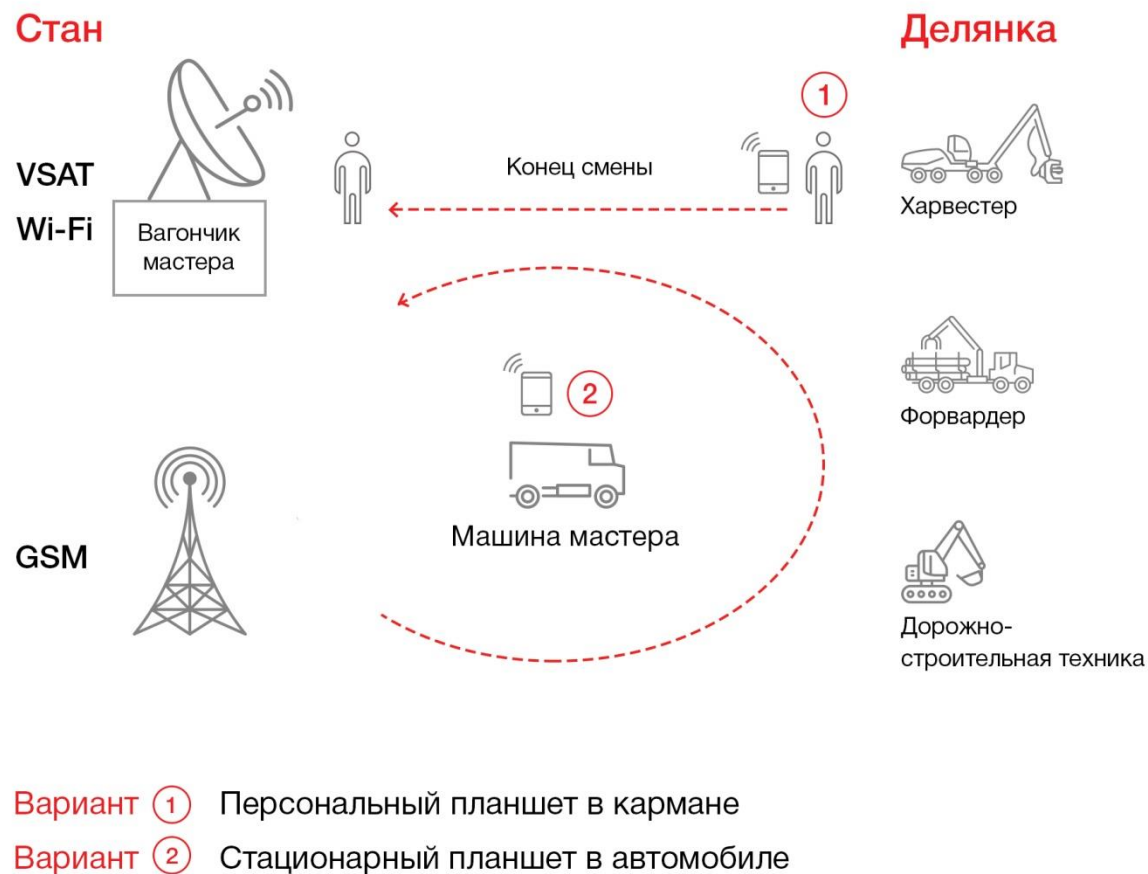 Стан
Делянка
1
VSAT
Wi-Fi
Вагончик
мастера
Конец смены
Харвестер
2
Форвардер
Машина мастера
GSM
Дорожно-
строительная техника
Вариант 1 Персональный планшет в кармане
Вариант 2 Стационарный планшет в автомобиле